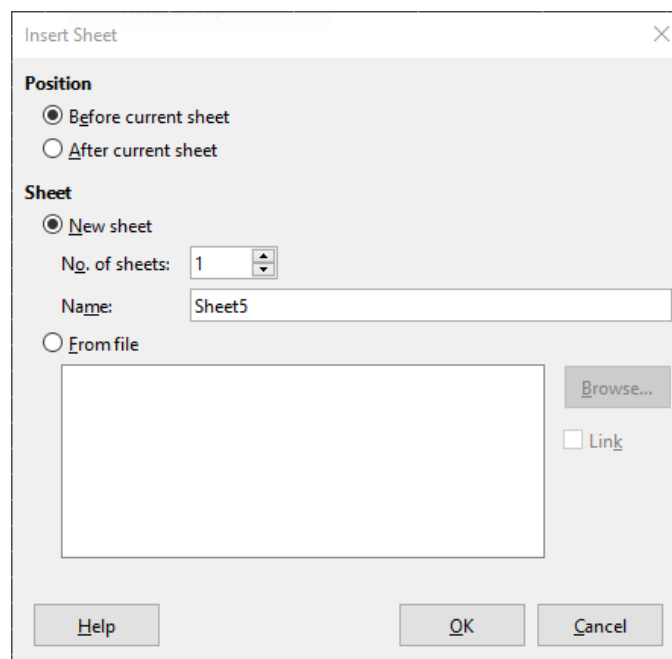 Insert Sheet
Position
Before current sheet
After current sheet
Sheet
New sheet
No. of sheets: 1
Name: Sheet5
From file
Browse...
Link
Help OK Cancel